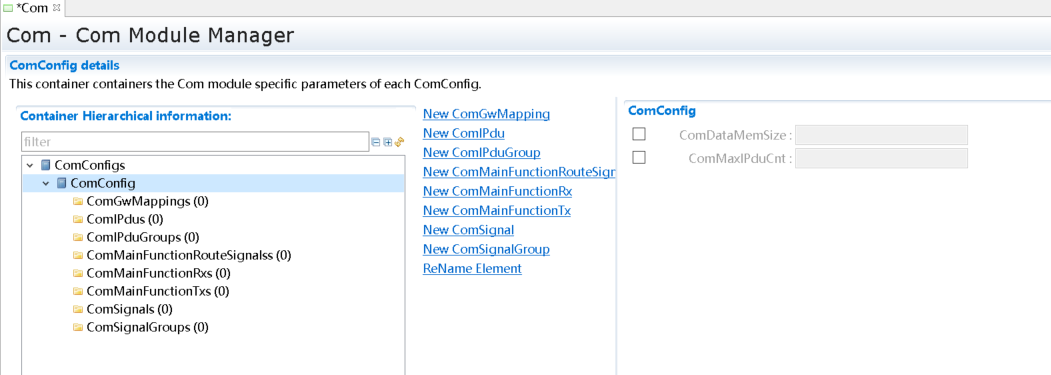 *Com
Com - Com Module Manager
ComConfig details
This container containers the Com module specific parameters of each ComConfig.
Container Hierarchical information:
filter
ComConfigs
ComConfig
ComGwMappings (0)
ComIPdus (0)
ComIPduGroups (0)
ComMainFunctionRouteSignalss (0)
ComMainFunctionRxs (0)
ComMainFunctionTxs (0)
ComSignals (0)
ComSignalGroups (0)
New ComGwMapping
New ComIPdu
New ComIPduGroup
New ComMainFunctionRouteSignr
New ComMainFunctionRx
New ComMainFunctionTx
New ComSignal
New ComSignalGroup
ReName Element
ComConfig
ComDataMemSize :
ComMaxIPduCnt :